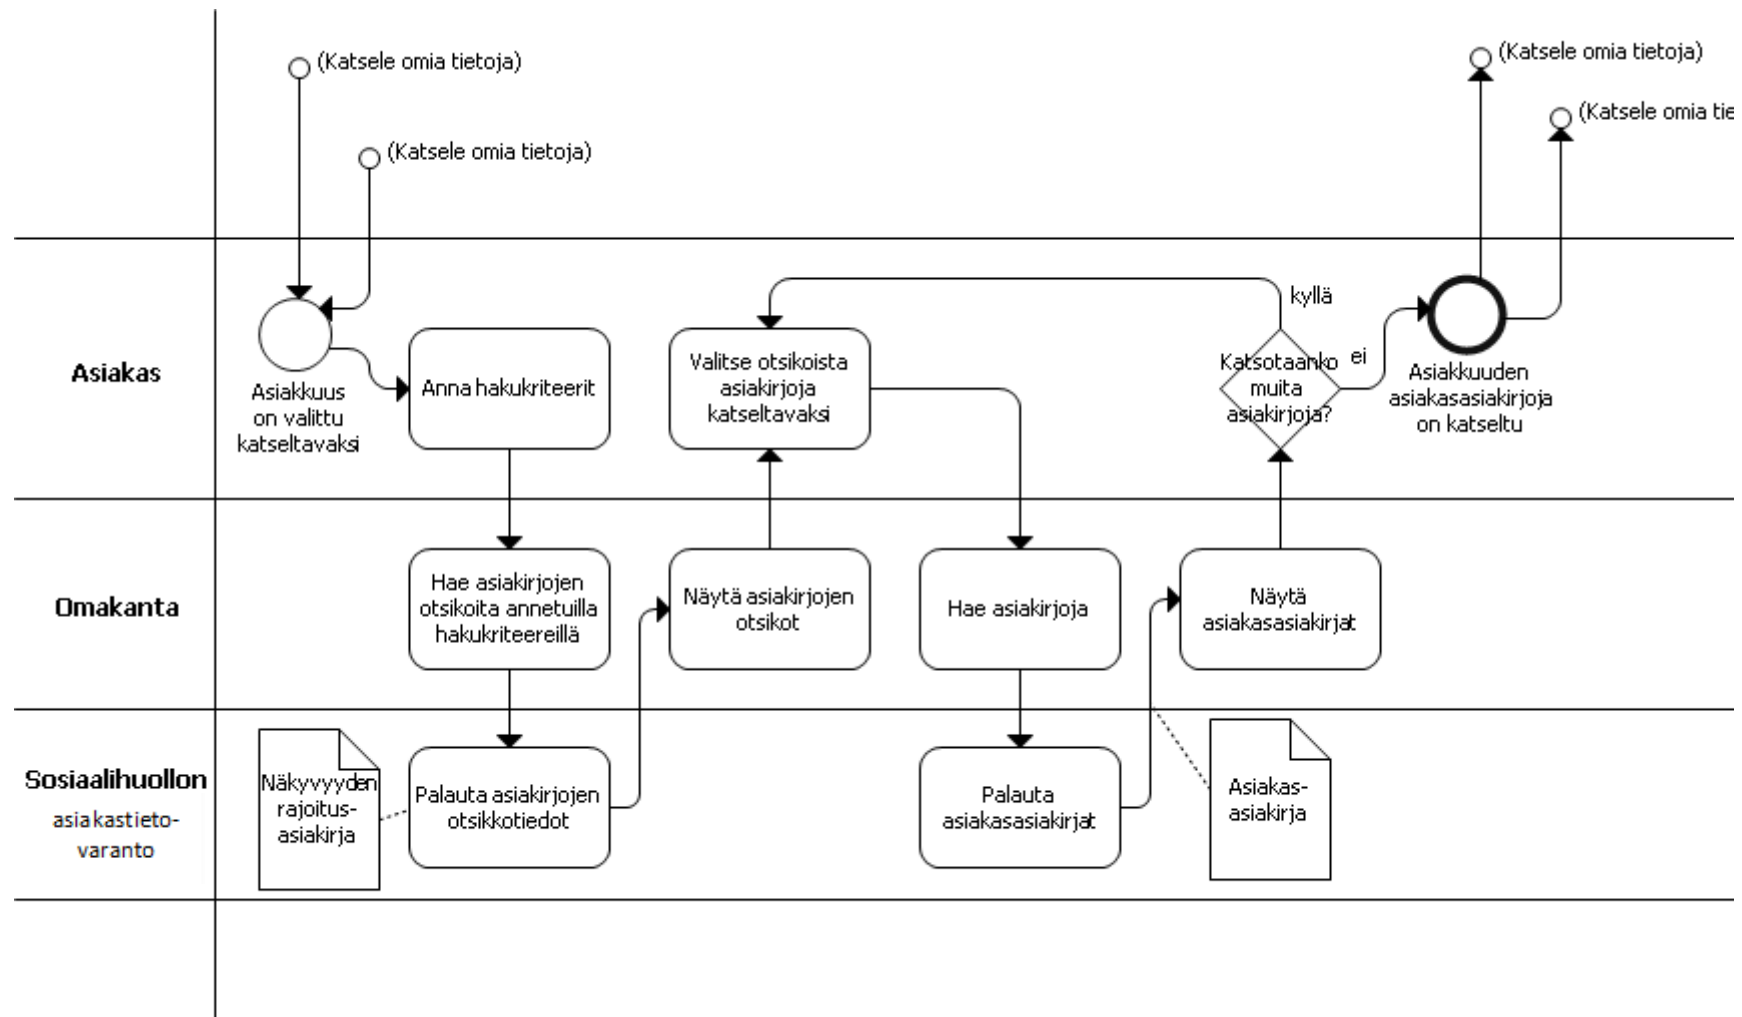 (Katsele omia tietoja)
(Katsele omia tietoja)
(Katsele omia tietoja)
(Katsele omia tie
Asiakas
Asiakkuus
on valittu
katseltavaksi
Anna hakukriteerit
Valitse otsikoista
asiakirjoja
katseltavaksi
kyllä
Katsotaanko
muita
asiakirjoja?
ei
Asiakkuuden
asiakasasiakirjoja
on katseltu
Omakanta
Hae asiakirjojen
otsikoita annetuilla
hakukriteereillä
Näytä asiakirjojen
otsikot
Hae asiakirjoja
Näytä
asiakasasiakirjat
Sosiaalihuollon
asiakastieto-
varanto
Näkyvyyden
rajoitus-
asiakirja
Palauta asiakirjojen
otsikkotiedot
Palauta
asiakasasiakirjat
Asiakas-
asiakirja